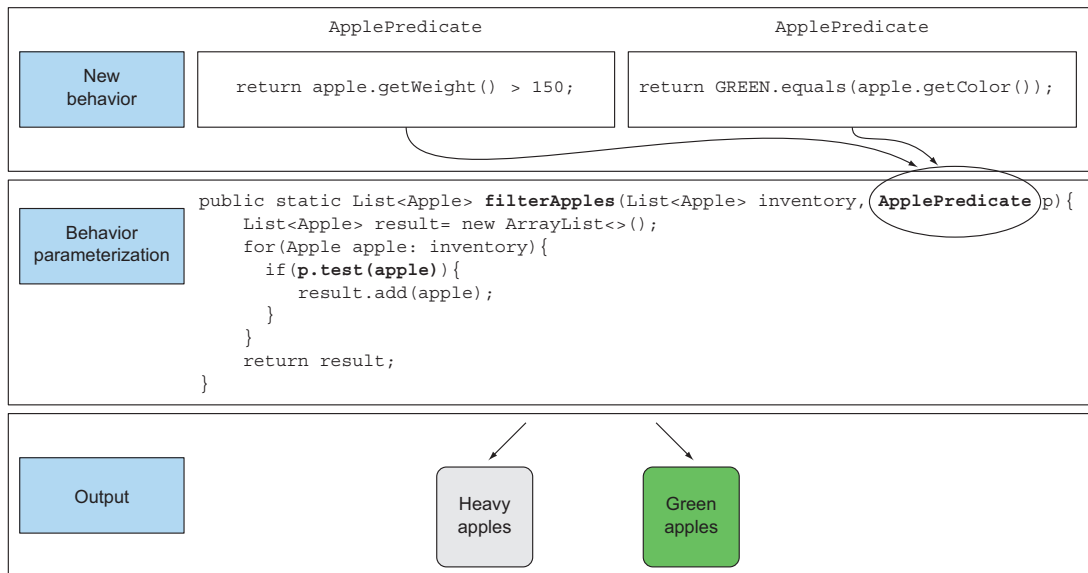 ApplePredicate
ApplePredicate
New
behavior
return apple.getWeight() > 150;
return GREEN.equals(apple.getColor());
Behavior
parameterization
public static List<Apple> filterApples(List<Apple> inventory, ApplePredicate p){
List<Apple> result= new ArrayList<>();
for(Apple apple: inventory){
if(p.test(apple)){
result.add(apple);
}
}
return result;
}
Output
Heavy
apples
Green
apples